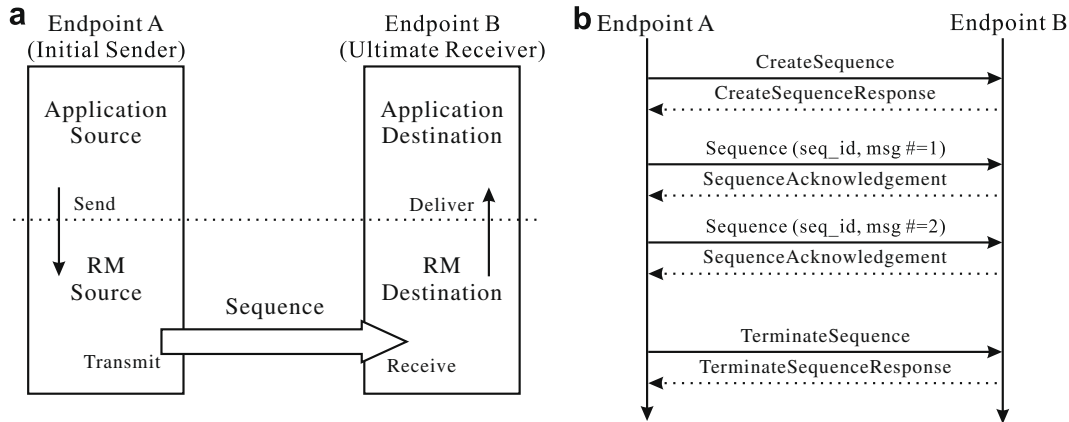 a
Endpoint A
(Initial Sender)
Endpoint B
(Ultimate Receiver)
Application
Source
Application
Destination
Send
Deliver
RM
Source
RM
Destination
Sequence
Transmit
Receive
b
Endpoint A
Endpoint B
CreateSequence
CreateSequenceResponse
Sequence (seq_id, msg #=1)
SequenceAcknowledgement
Sequence (seq_id, msg #=2)
SequenceAcknowledgement
TerminateSequence
TerminateSequenceResponse